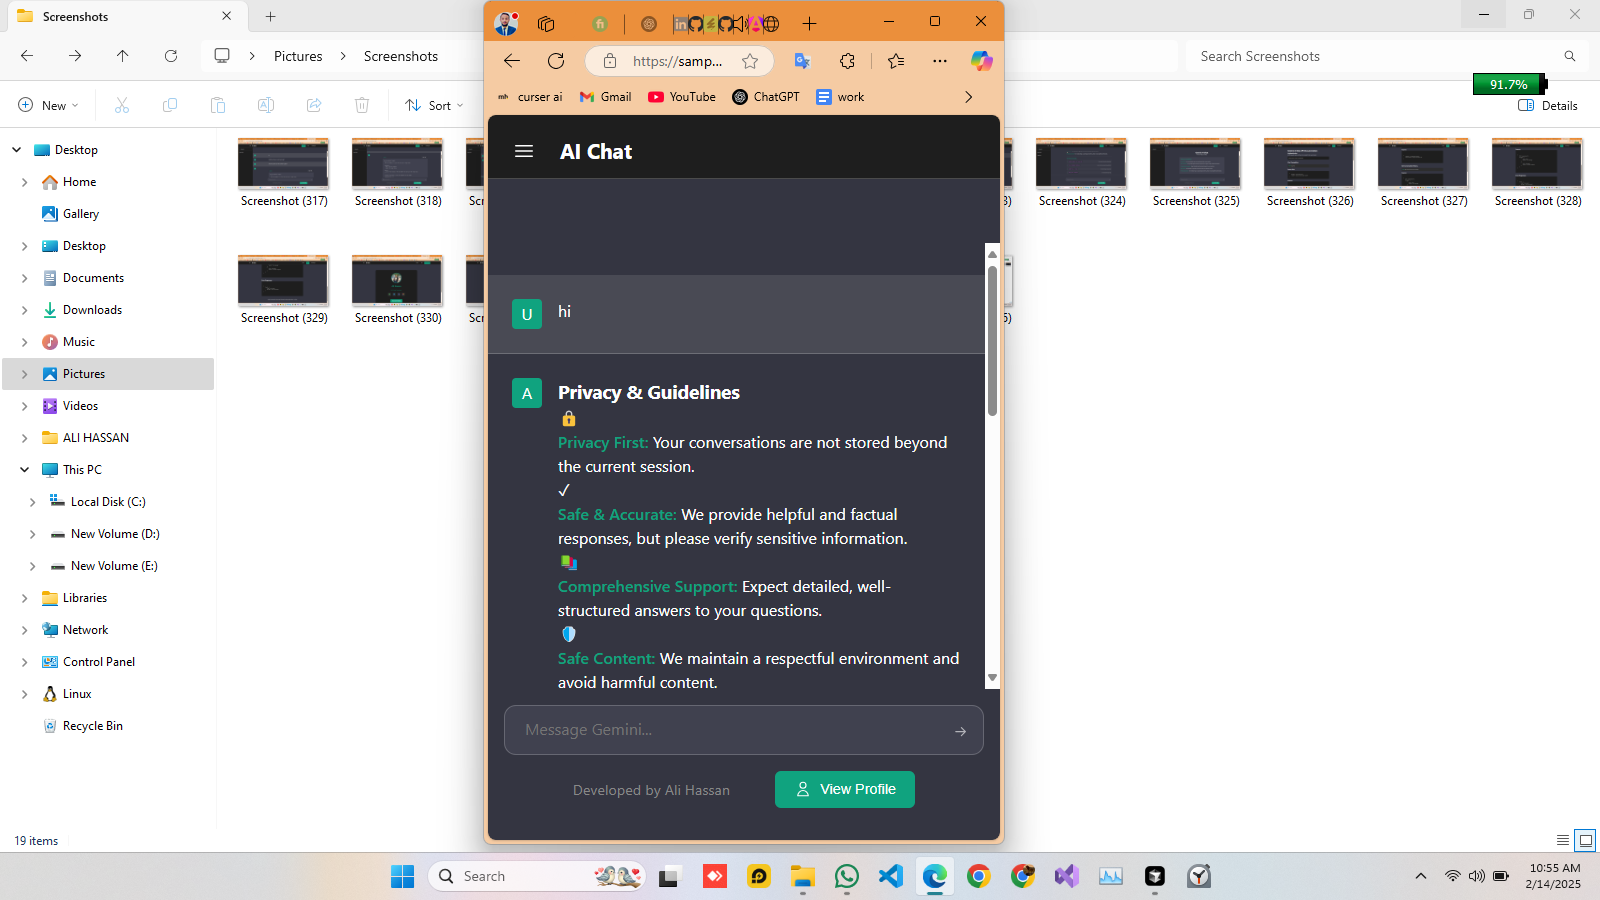 Screenshots
Pictures
Screenshots
Search Screenshots
New
Sort
91.7%
Details
Desktop
Home
Gallery
Desktop
Documents
Downloads
Music
Pictures
Videos
ALI HASSAN
This PC
Local Disk (C:)
New Volume (D:)
New Volume (E:)
Libraries
Network
Control Panel
Linux
Recycle Bin
19 items
Screenshot (317)
Screenshot (318)
Screenshot (324)
Screenshot (325)
Screenshot (326)
Screenshot (327)
Screenshot (328)
Screenshot (329)
Screenshot (330)
https://samp...
curser ai
Gmail
YouTube
ChatGPT
work
AI Chat
U
hi
A
Privacy & Guidelines
Privacy First: Your conversations are not stored beyond
the current session.
Safe & Accurate: We provide helpful and factual
responses, but please verify sensitive information.
Comprehensive Support: Expect detailed, well-
structured answers to your questions.
Safe Content: We maintain a respectful environment and
avoid harmful content.
Message Gemini...
Developed by Ali Hassan
View Profile
Search
10:55 AM
2/14/2025